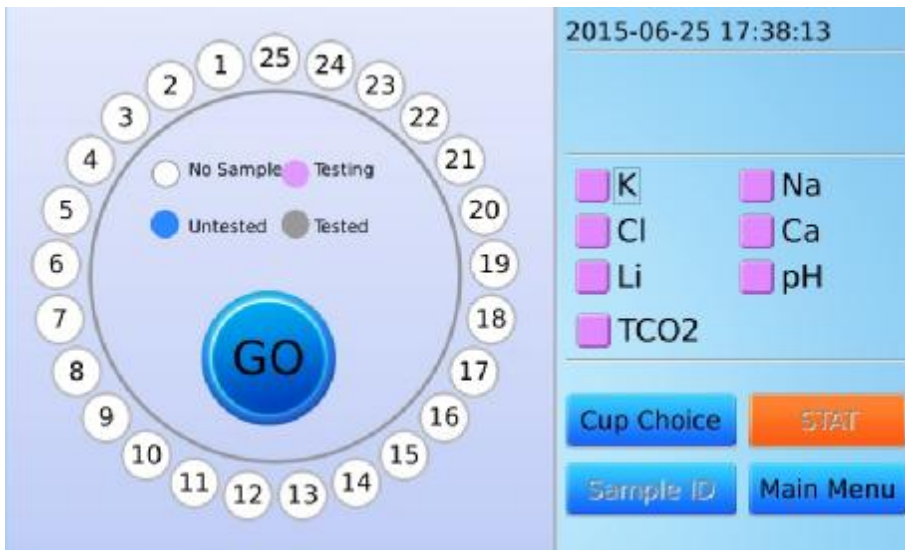 2015-06-25 17:38:13
1
2
3
4
5
6
7
8
9
10
11
12
13
14
15
16
17
18
19
20
21
22
23
24
25
No Sample
Testing
Untested
Tested
GO
K
Na
Cl
Ca
Li
pH
TCO2
Cup Choice
STAT
Sample ID
Main Menu